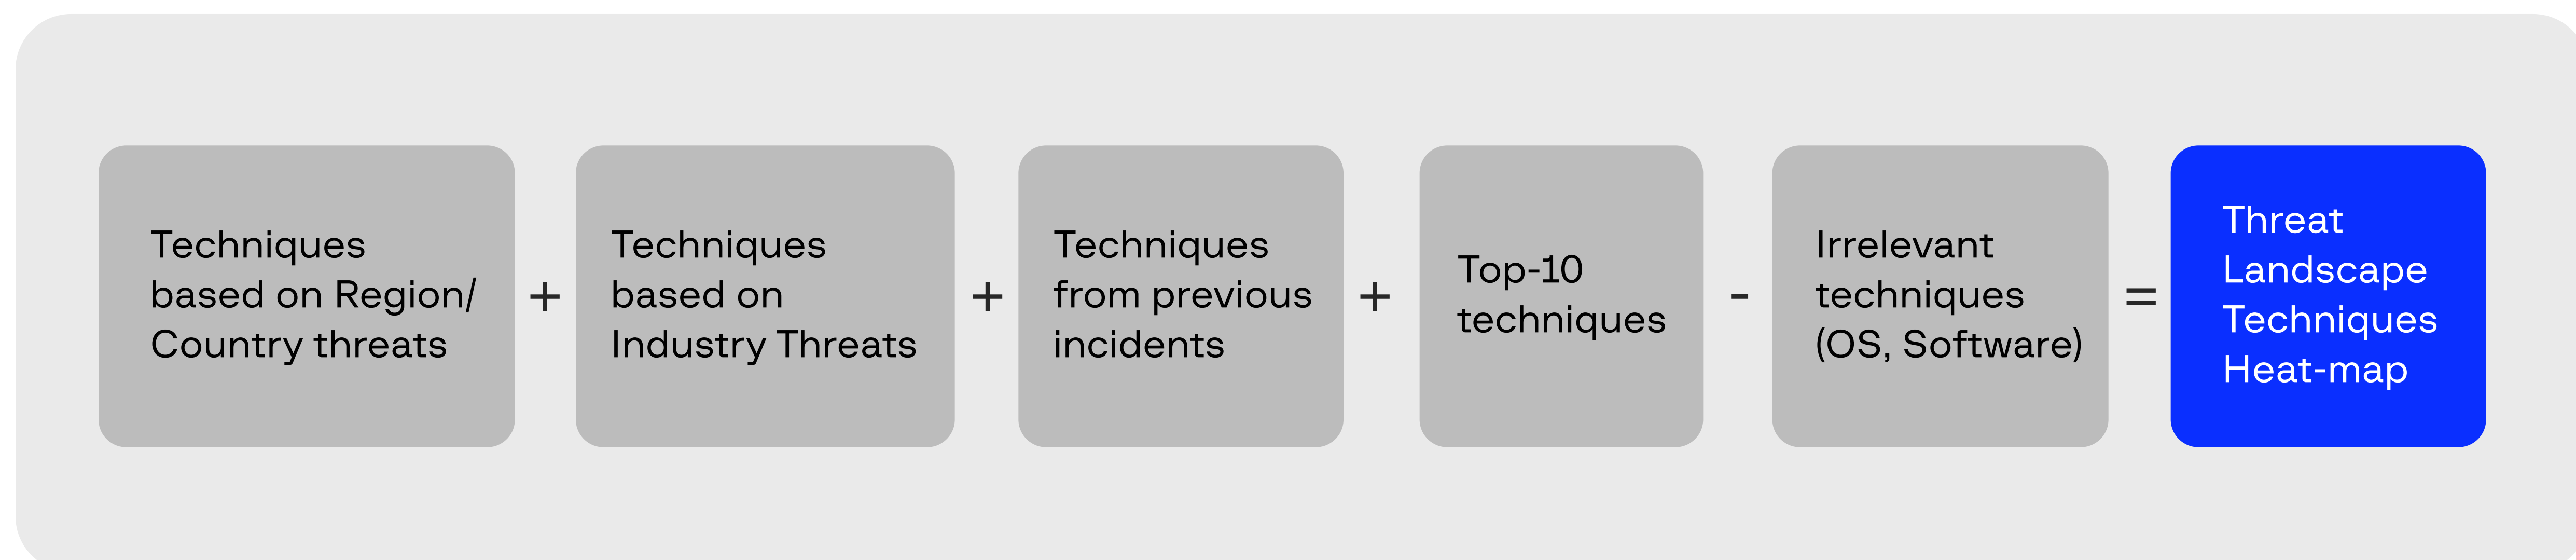 Techniques
based on Region/
Country threats
+
Techniques
based on
Industry Threats
+
Techniques
from previous
incidents
+
Top-10
techniques
-
Irrelevant
techniques
(OS, Software)
=
Threat
Landscape
Techniques
Heat-map